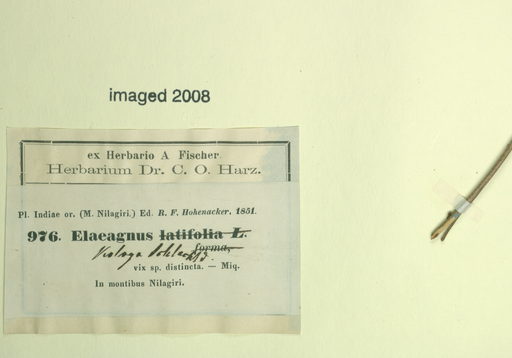 imaged 2008
ex Herbario A Fischer
Herbarium Dr. C. O. Harz.
Pl. Indiae or. (M. Nilagiri.) Ed. R. F. Hohenacker. 1851.
976. Elaeagnus latifolia L.
forma,
vix sp. distincta. — Miq.
In montibus Nilagiri.